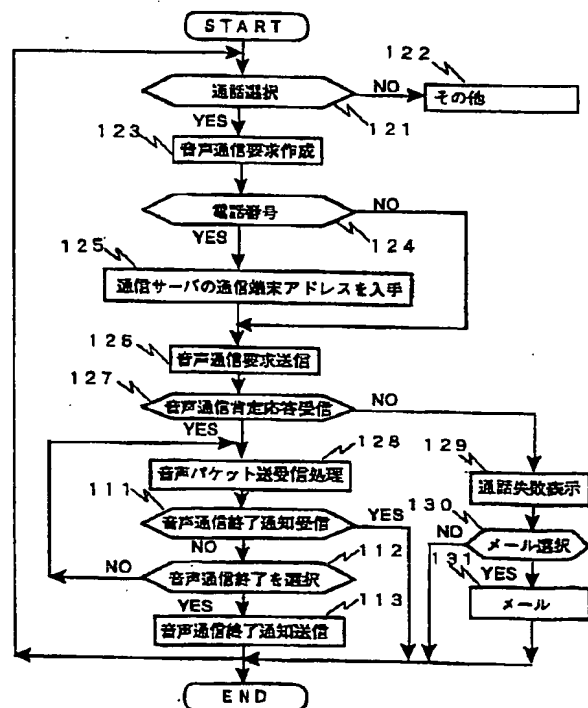 START
122
通話選択
NO
その他
121
YES
123
音声通信要求作成
電話番号
NO
124
YES
125
通信サーバの通信端末アドレスを入手
126
音声通信要求送信
127
音声通信肯定応答受信
NO
YES
128
音声パケット送受信処理
129
通話失敗表示
111
音声通信終了通知受信
YES
130
NO
メール選択
NO
112
音声通信終了を選択
NO
131
YES
メール
YES
113
音声通信終了通知送信
END